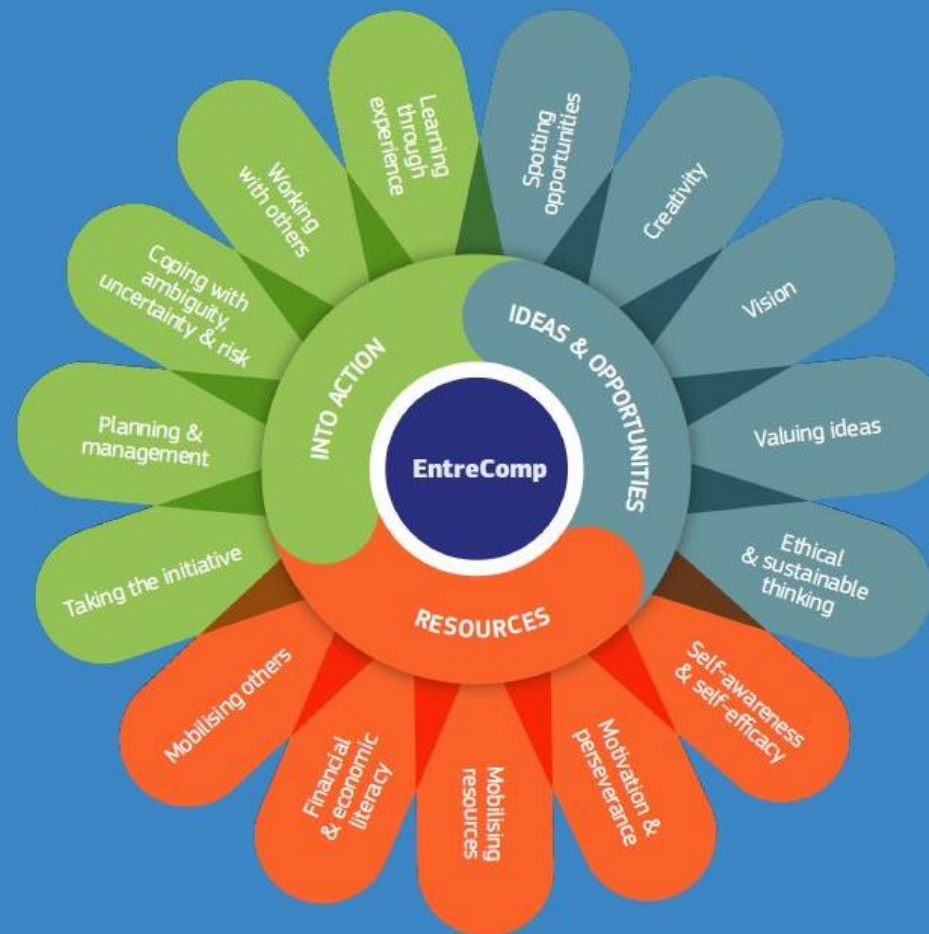 EntreComp
IDEAS & OPPORTUNITIES
Spotting
opportunities
Creativity
Vision
Valuing ideas
Ethical
& sustainable
thinking
RESOURCES
Self-awareness
& self-efficacy
Motivation &
perseverance
Mobilising
resources
Financial
& economic
literacy
Mobilising others
INTO ACTION
Taking the initiative
Planning &
management
Coping with
ambiguity,
uncertainty & risk
Working
with others
Learning
through
experience